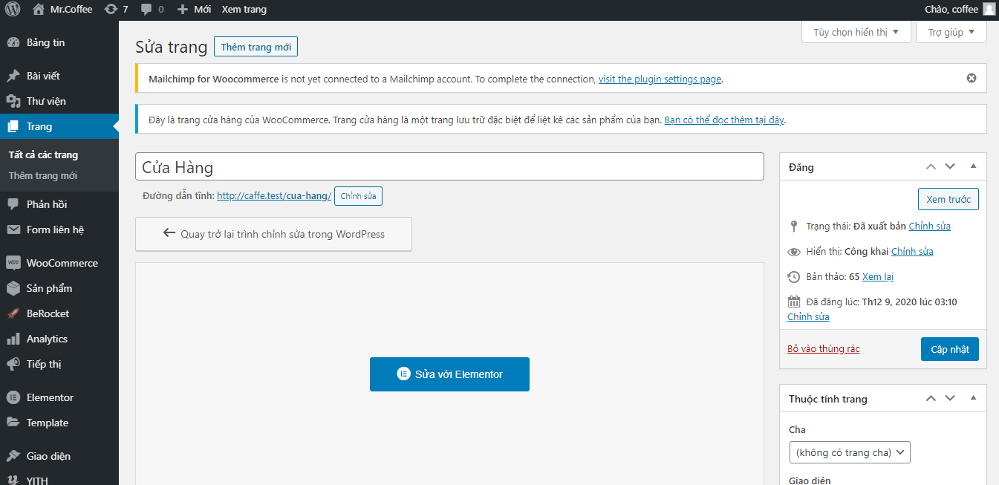 Mr.Coffee 7 0 Mới Xem trang Chào, coffee
Tùy chọn hiển thị Trợ giúp
Bảng tin
Bài viết
Thư viện
Trang
Tất cả các trang
Thêm trang mới
Phản hồi
Form liên hệ
WooCommerce
Sản phẩm
BeRocket
Analytics
Tiếp thị
Elementor
Template
Giao diện
YITH
Sửa trang Thêm trang mới
Mailchimp for Woocommerce is not yet connected to a Mailchimp account. To complete the connection, visit the plugin settings page.
Đây là trang cửa hàng của WooCommerce. Trang cửa hàng là một trang lưu trữ đặc biệt để liệt kê các sản phẩm của bạn. Bạn có thể đọc thêm tại đây.
Cửa Hàng
Đường dẫn tĩnh: http://caffe.test/cua-hang/ Chỉnh sửa
Quay trở lại trình chỉnh sửa trong WordPress
Sửa với Elementor
Đăng
Xem trước
Trạng thái: Đã xuất bản Chỉnh sửa
Hiển thị: Công khai Chỉnh sửa
Bản thảo: 65 Xem lại
Đã đăng lúc: Th12 9, 2020 lúc 03:10
Chỉnh sửa
Bỏ vào thùng rác Cập nhật
Thuộc tính trang
Cha
(không có trang cha)
Giao diện